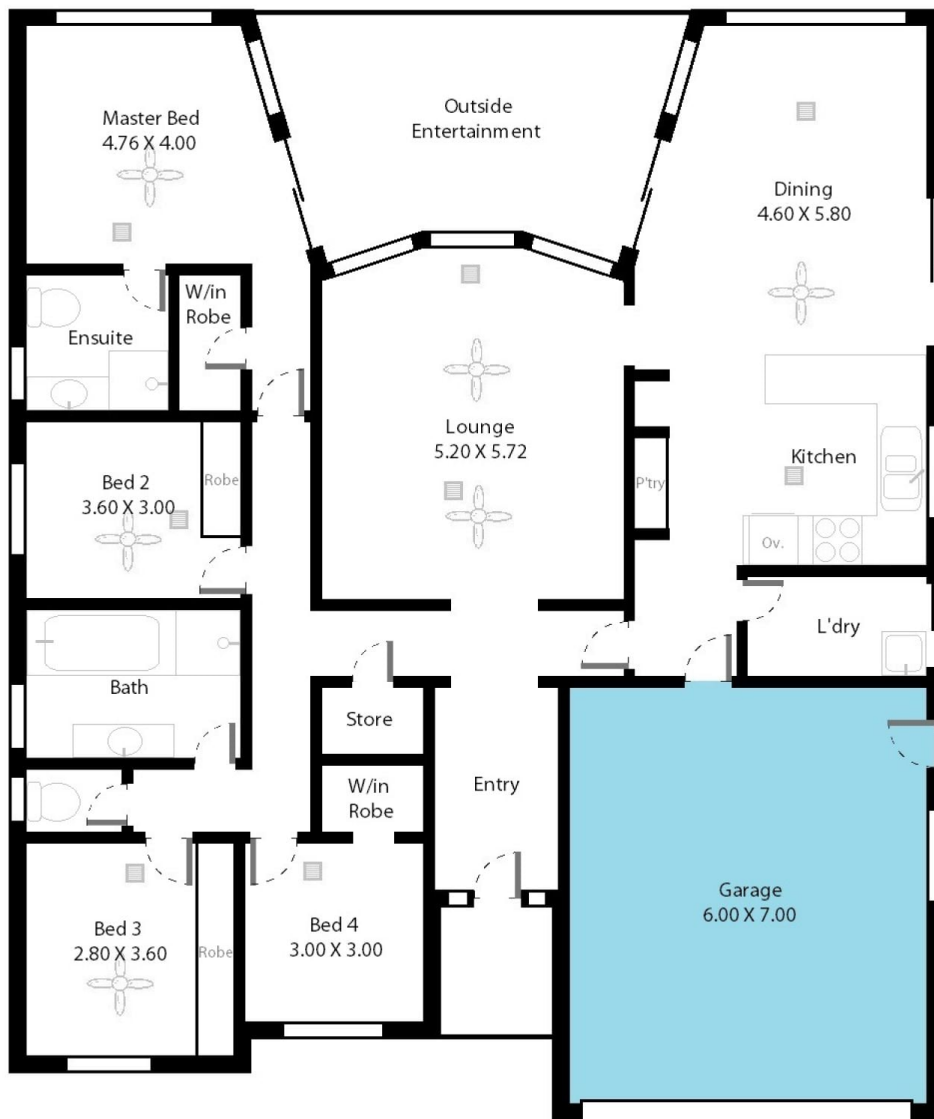 Master Bed
4.76 X 4.00
Outside
Entertainment
Dining
4.60 X 5.80
W/in
Robe
Ensuite
Lounge
5.20 X 5.72
Kitchen
P'try
Bed 2
3.60 X 3.00
Robe
Ov.
L'dry
Bath
Store
W/in
Robe
Entry
Garage
6.00 X 7.00
Bed 3
2.80 X 3.60
Robe
Bed 4
3.00 X 3.00